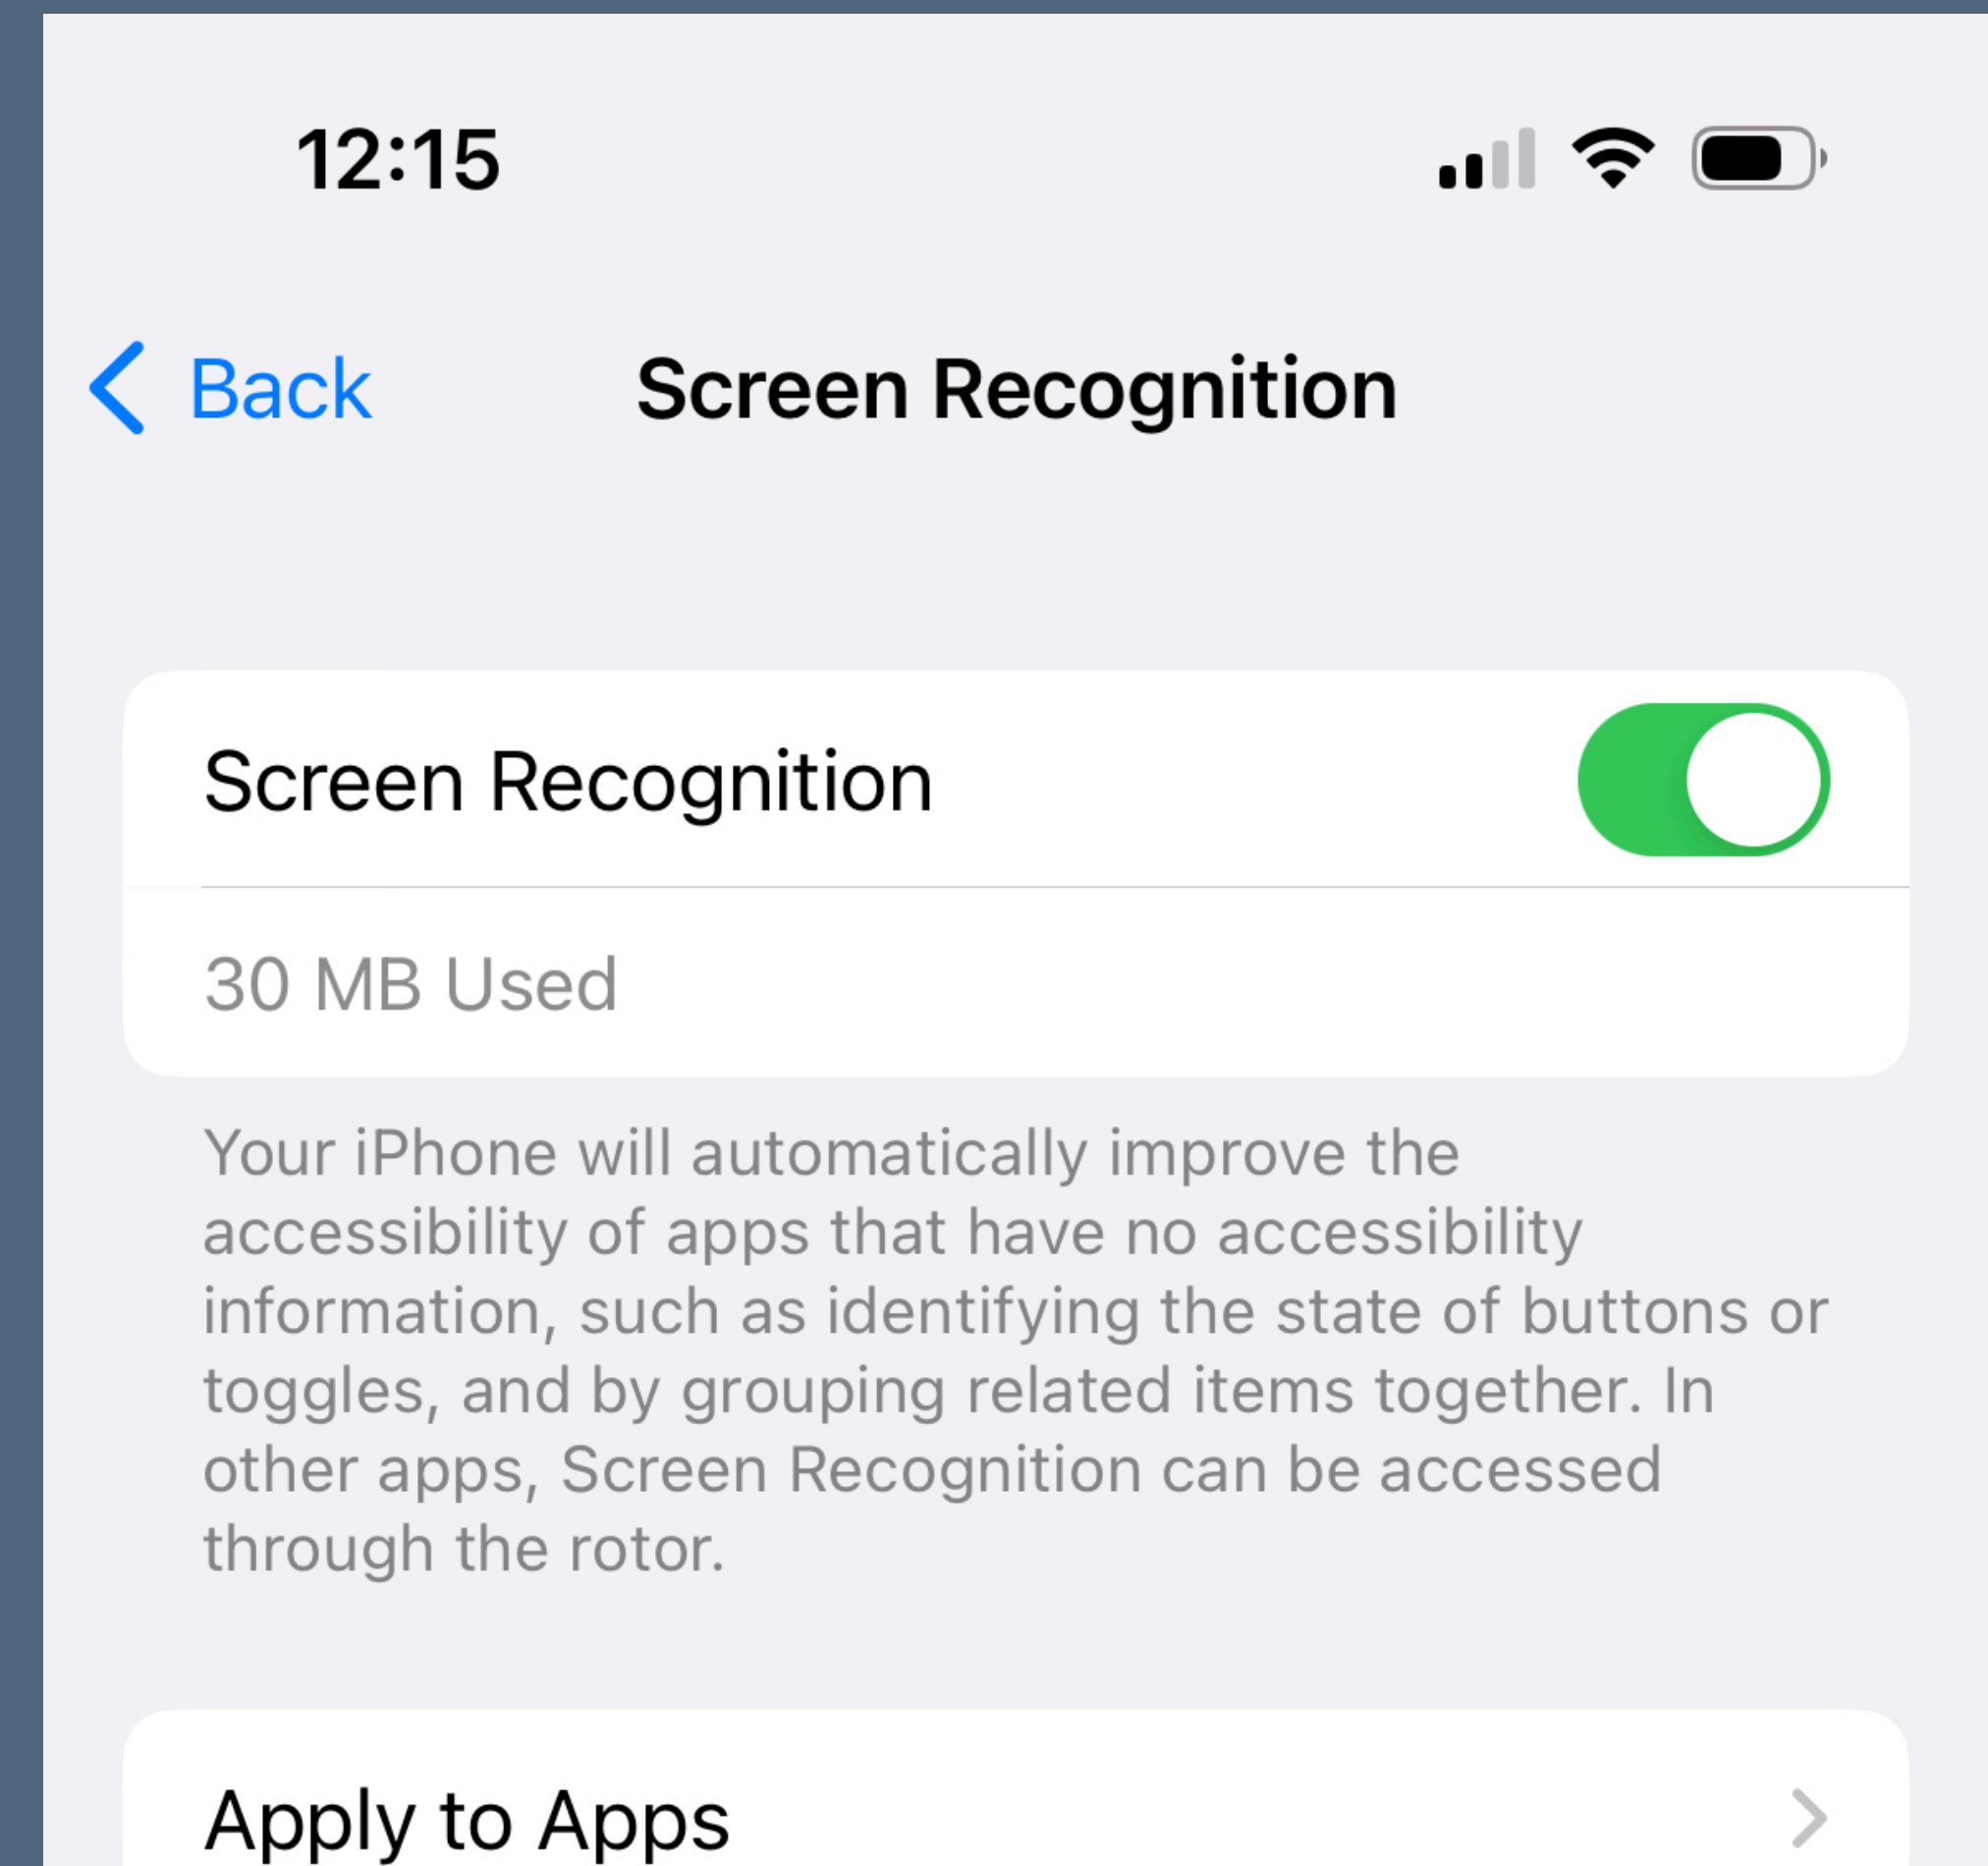 12:15
Back
Screen Recognition
Screen Recognition
30 MB Used
Your iPhone will automatically improve the
accessibility of apps that have no accessibility
information, such as identifying the state of buttons or
toggles, and by grouping related items together. In
other apps, Screen Recognition can be accessed
through the rotor.
Apply to Apps